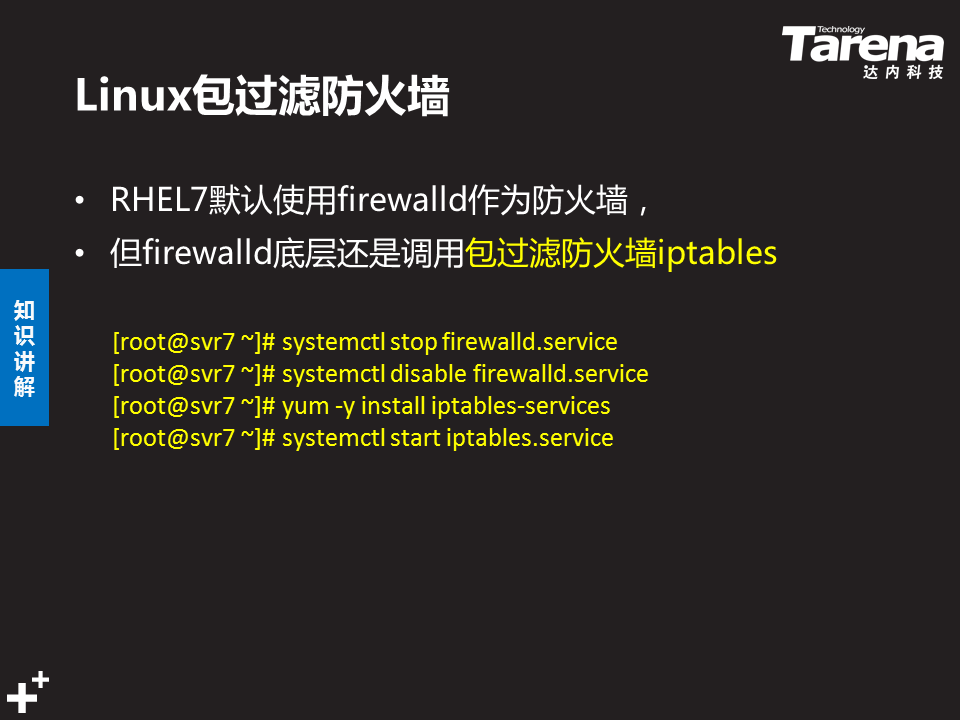 Technology
Tarena
达内科技
Linux包过滤防火墙
• RHEL7默认使用firewalld作为防火墙，
• 但firewalld底层还是调用包过滤防火墙iptables
知识讲解
[root@svr7 ~]# systemctl stop firewalld.service
[root@svr7 ~]# systemctl disable firewalld.service
[root@svr7 ~]# yum -y install iptables-services
[root@svr7 ~]# systemctl start iptables.service